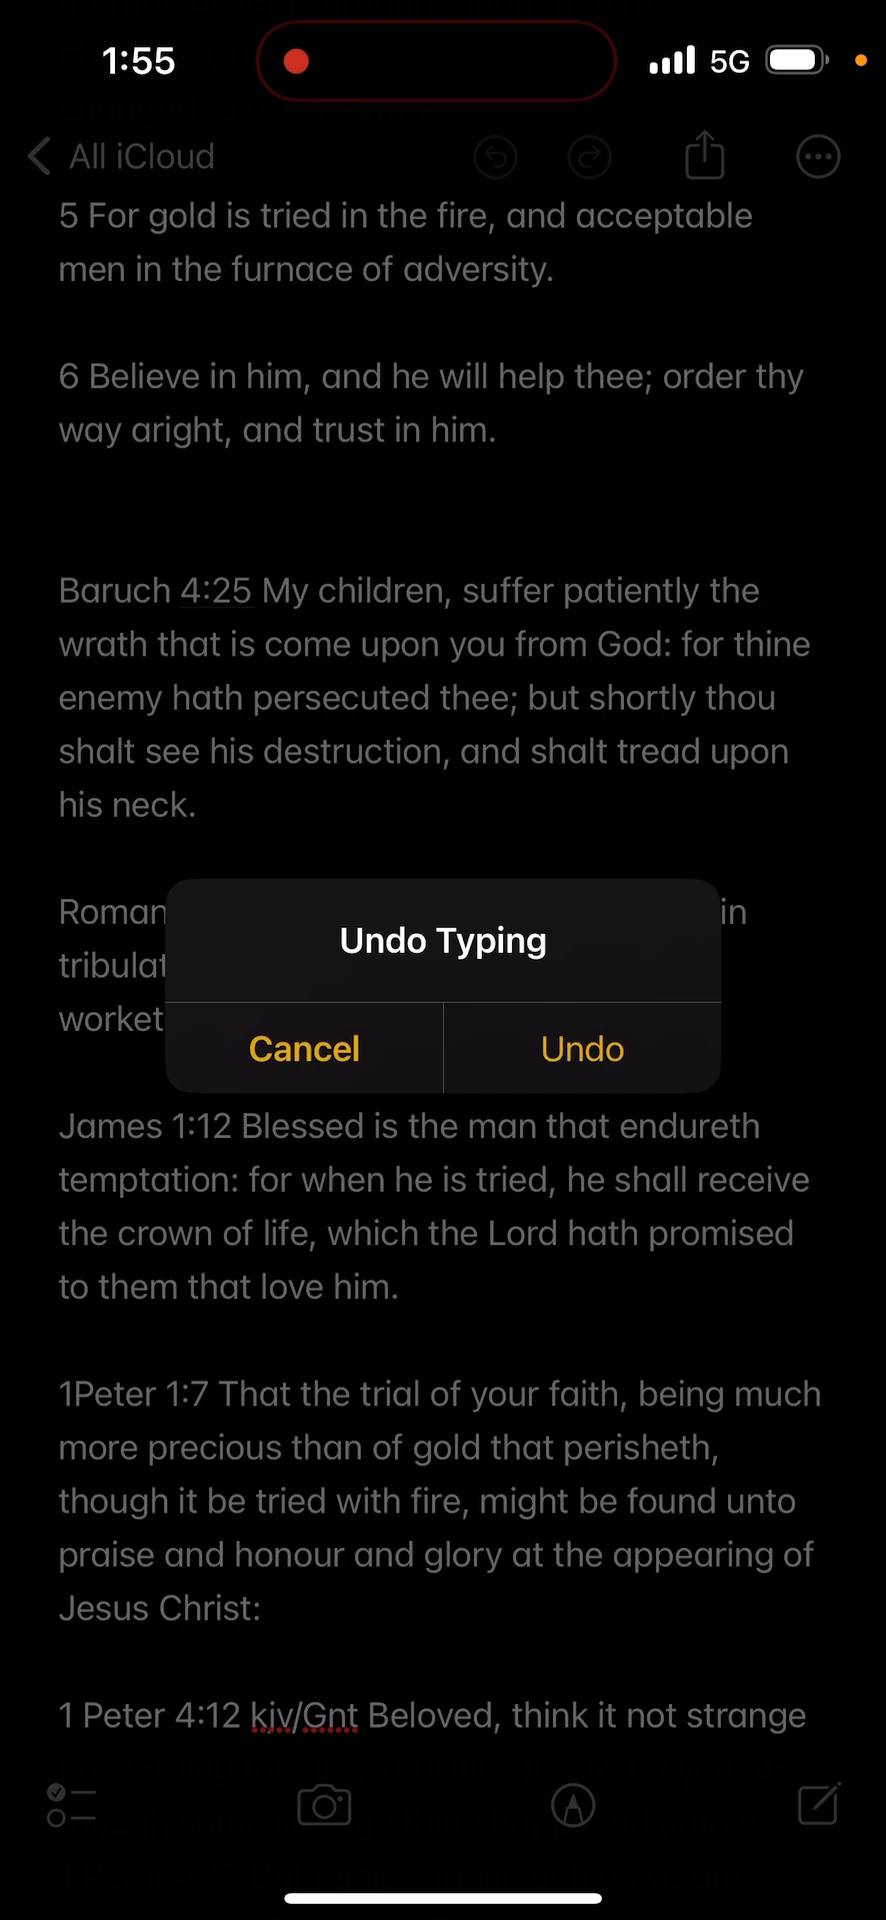 1:55
5G
All iCloud
5 For gold is tried in the fire, and acceptable
men in the furnace of adversity.
6 Believe in him, and he will help thee; order thy
way aright, and trust in him.
Baruch 4:25 My children, suffer patiently the
wrath that is come upon you from God: for thine
enemy hath persecuted thee; but shortly thou
shalt see his destruction, and shalt tread upon
his neck.
Roman in
tribulat
worket
Undo Typing
Cancel Undo
James 1:12 Blessed is the man that endureth
temptation: for when he is tried, he shall receive
the crown of life, which the Lord hath promised
to them that love him.
1Peter 1:7 That the trial of your faith, being much
more precious than of gold that perisheth,
though it be tried with fire, might be found unto
praise and honour and glory at the appearing of
Jesus Christ:
1 Peter 4:12 kjv/Gnt Beloved, think it not strange